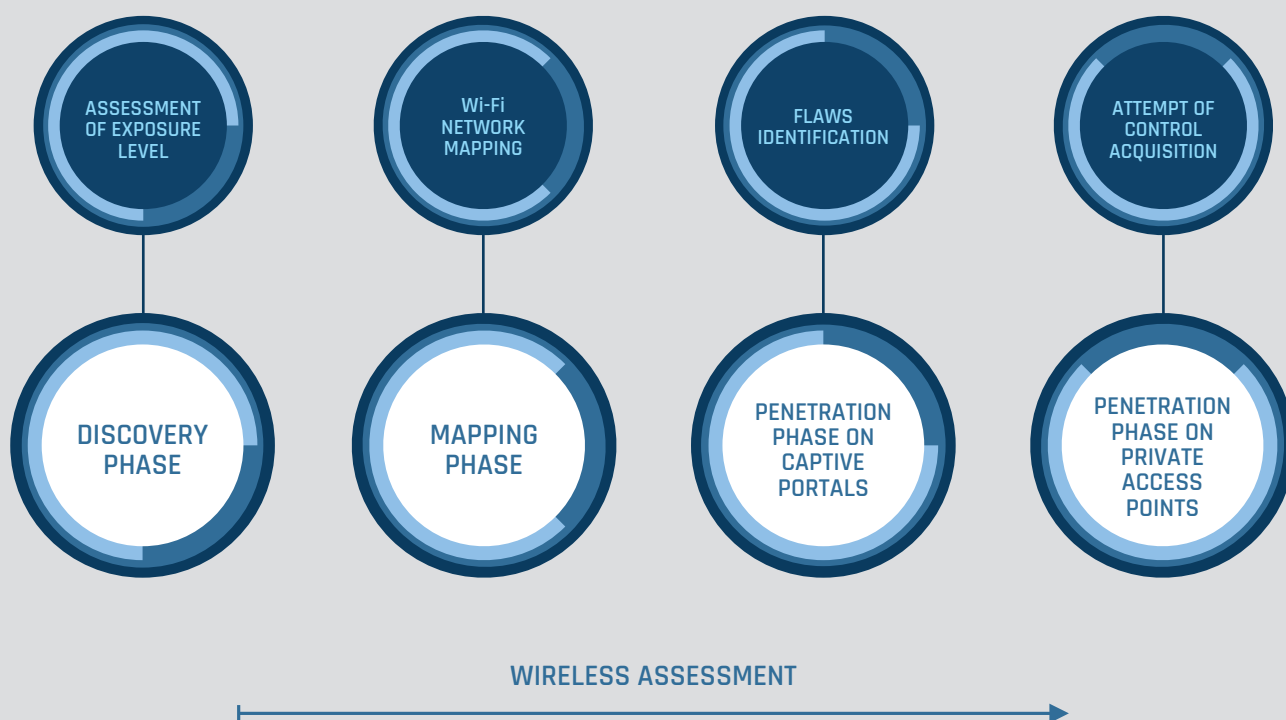 ASSESSMENT
OF EXPOSURE
LEVEL
Wi-Fi
NETWORK
MAPPING
FLAWS
IDENTIFICATION
ATTEMPT OF
CONTROL
ACQUISITION
DISCOVERY
PHASE
MAPPING
PHASE
PENETRATION
PHASE ON
CAPTIVE
PORTALS
PENETRATION
PHASE ON
PRIVATE
ACCESS
POINTS
WIRELESS ASSESSMENT